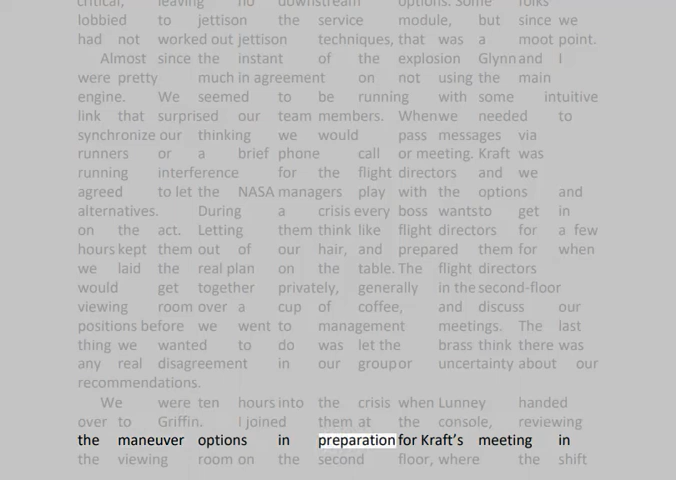 critical, leaving no downstream options. Some folks
lobbied to jettison the service module, but since we
had not worked out jettison techniques, that was a moot point.
Almost since the instant of the explosion Glynn and I
were pretty much in agreement on not using the main
engine. We seemed to be running with some intuitive
link that surprised our team members. When we needed to
synchronize our thinking we would pass messages via
runners or a brief phone call or meeting. Kraft was
running interference for the flight directors and we
agreed to let the NASA managers play with the options and
alternatives. During a crisis every boss wants to get in
on the act. Letting them think like flight directors for a few
hours kept them out of our hair, and prepared them for when
we laid the real plan on the table. The flight directors
would get together privately, generally in the second-floor
viewing room over a cup of coffee, and discuss our
positions before we went to management meetings. The last
thing we wanted to do was let the brass think there was
any real disagreement in our group or uncertainty about our
recommendations.
We were ten hours into the crisis when Lunney handed
over to Griffin. I joined them at the console, reviewing
the maneuver options in preparation for Kraft's meeting in
the viewing room on the second floor, where the shift